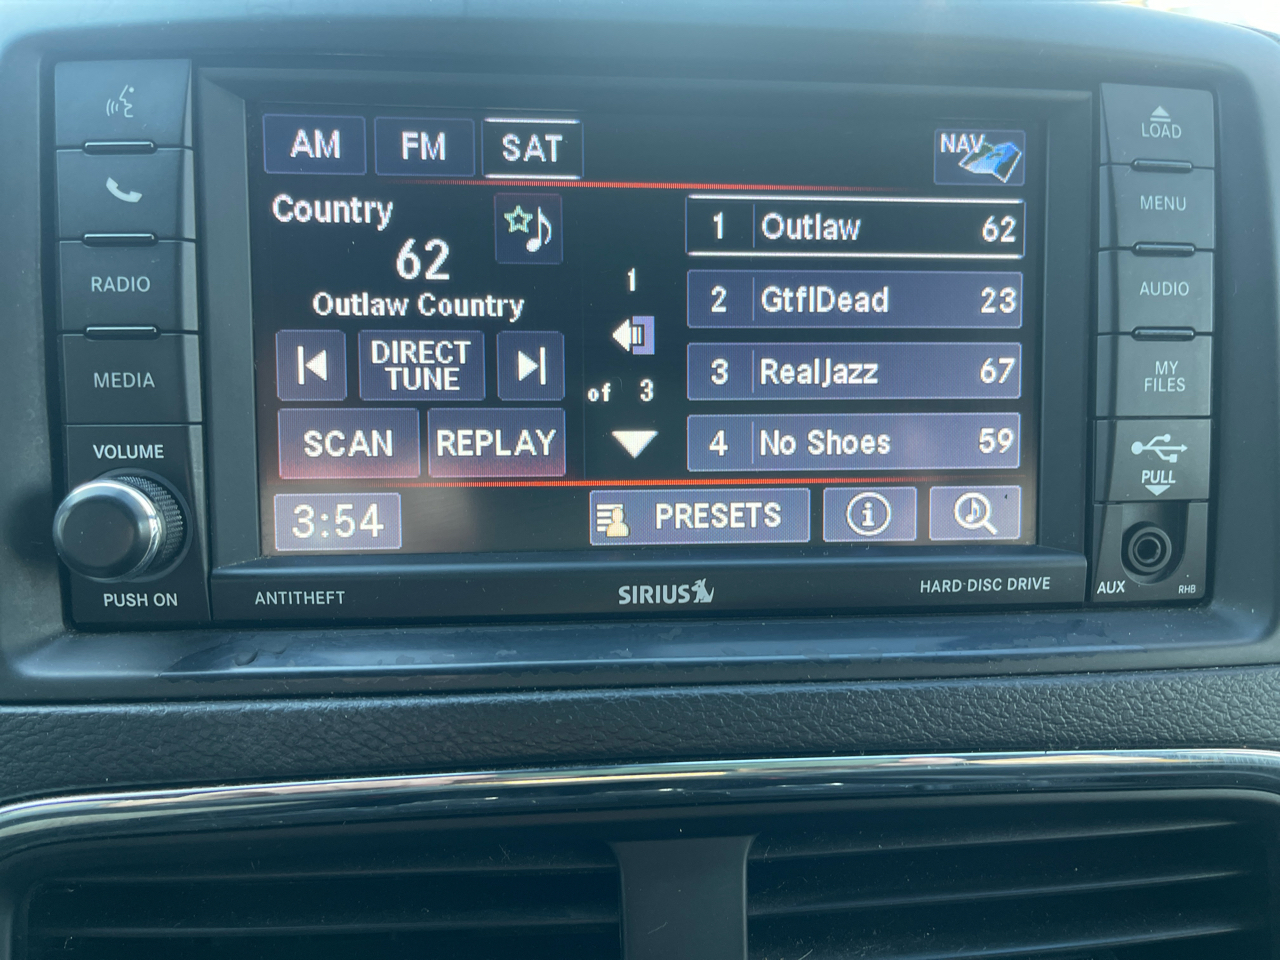 AM FM SAT NAV
Country
62
Outlaw Country
DIRECT
TUNE
SCAN REPLAY
1
of 3
1 Outlaw 62
2 GtflDead 23
3 RealJazz 67
4 No Shoes 59
3:54 PRESETS i
RADIO
MEDIA
VOLUME
PUSH ON
LOAD
MENU
AUDIO
MY
FILES
PULL
AUX RHB
ANTITHEFT SIRIUS HARD DISC DRIVE